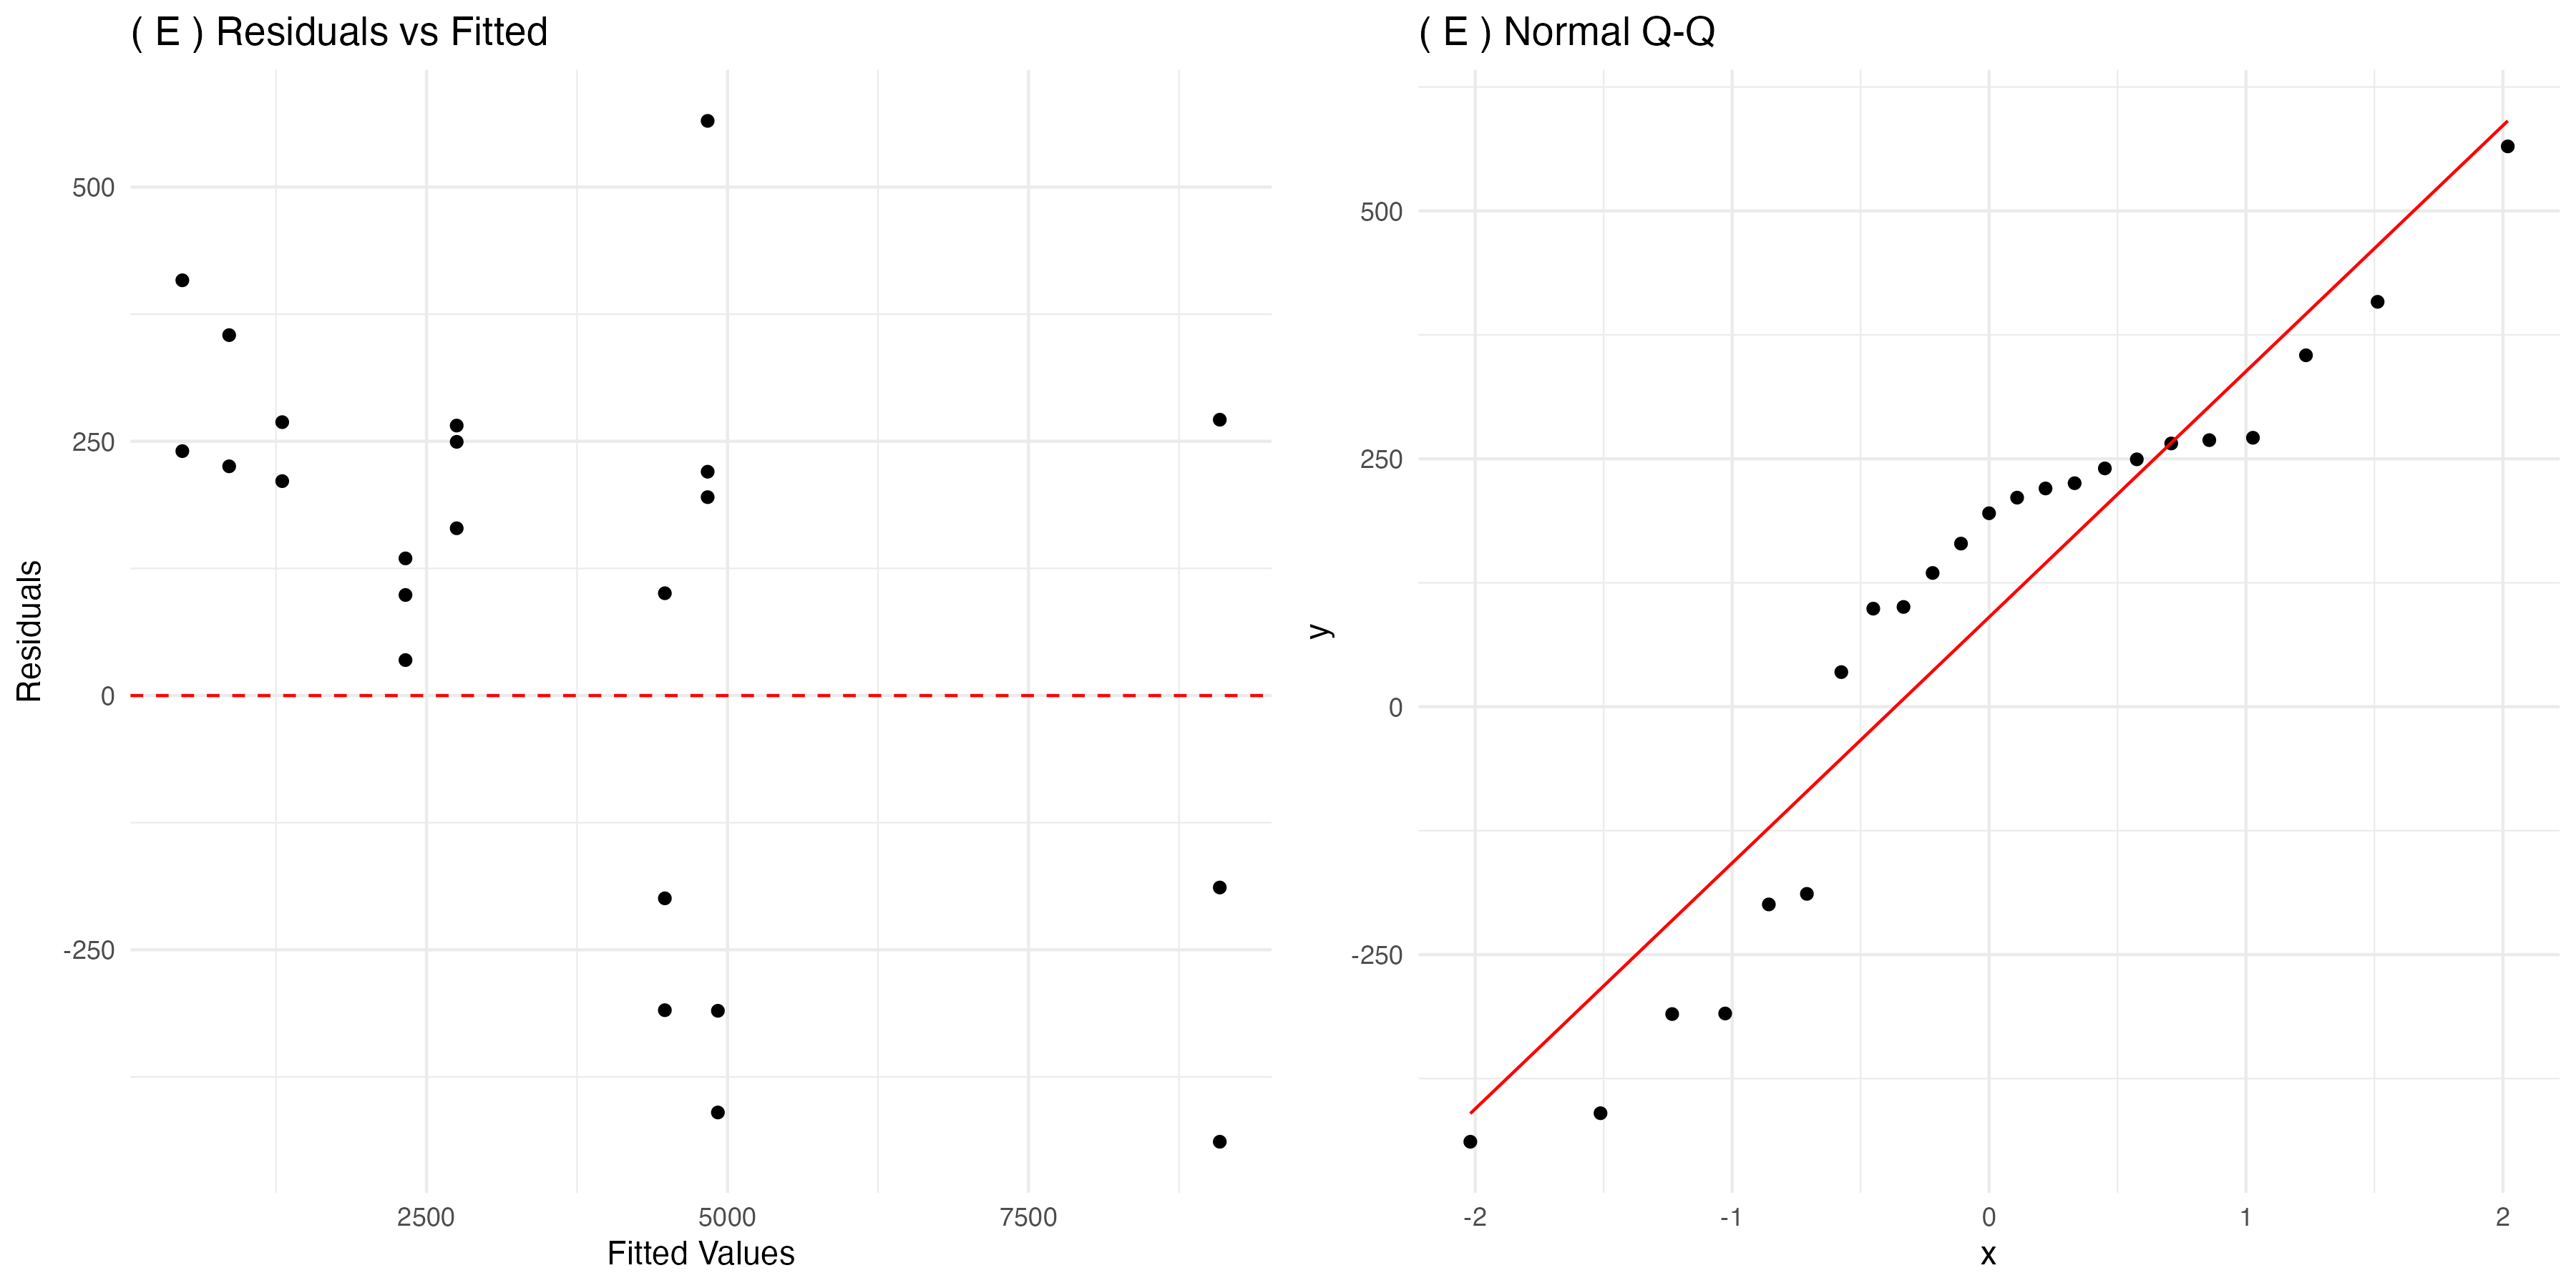 ( E ) Residuals vs Fitted
500
250
0
-250
Residuals
2500 5000 7500
Fitted Values
( E ) Normal Q-Q
500
250
0
-250
y
-2 -1 0 1 2
x